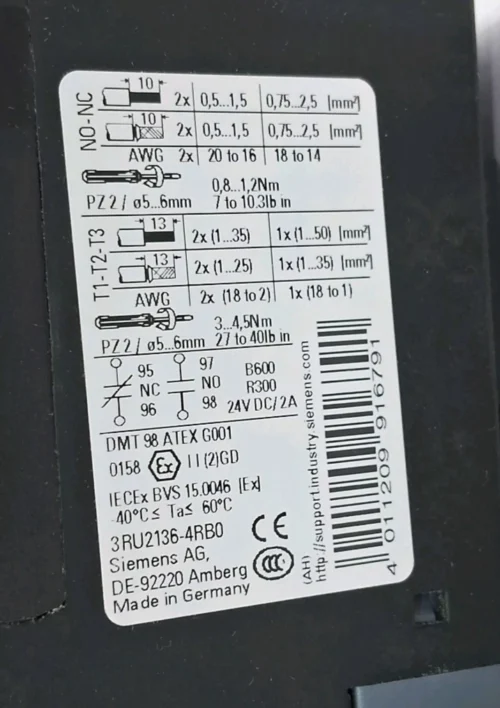 NO-NC
10
2x 0,5...1,5 0,75...2,5 [mm²]
10
2x 0,5...1,5 0,75...2,5 [mm²]
AWG 2x 20 to 16 18 to 14
0,8...1,2Nm
PZ2/ ø5...6mm 7 to 10.3lb in
T1-T2-T3
13
2x (1...35) 1x (1...50) [mm²]
13
2x (1...25) 1x (1...35) [mm²]
AWG 2x (18 to 2) 1x (18 to 1)
3...4,5Nm
PZ2/ ø5...6mm 27 to 40lb in
95 97 B600
NC NO R300
96 98 24V DC/2A
DMT 98 ATEX G001
0158 Ex II (2)GD
IECEx BVS 15.0046 [Ex]
-40°C ≤ Ta ≤ 60°C
3RU2136-4RB0 CE
Siemens AG,
DE-92220 Amberg CCC
Made in Germany
(AH)
http://support.industry.siemens.com
4 011209 916791